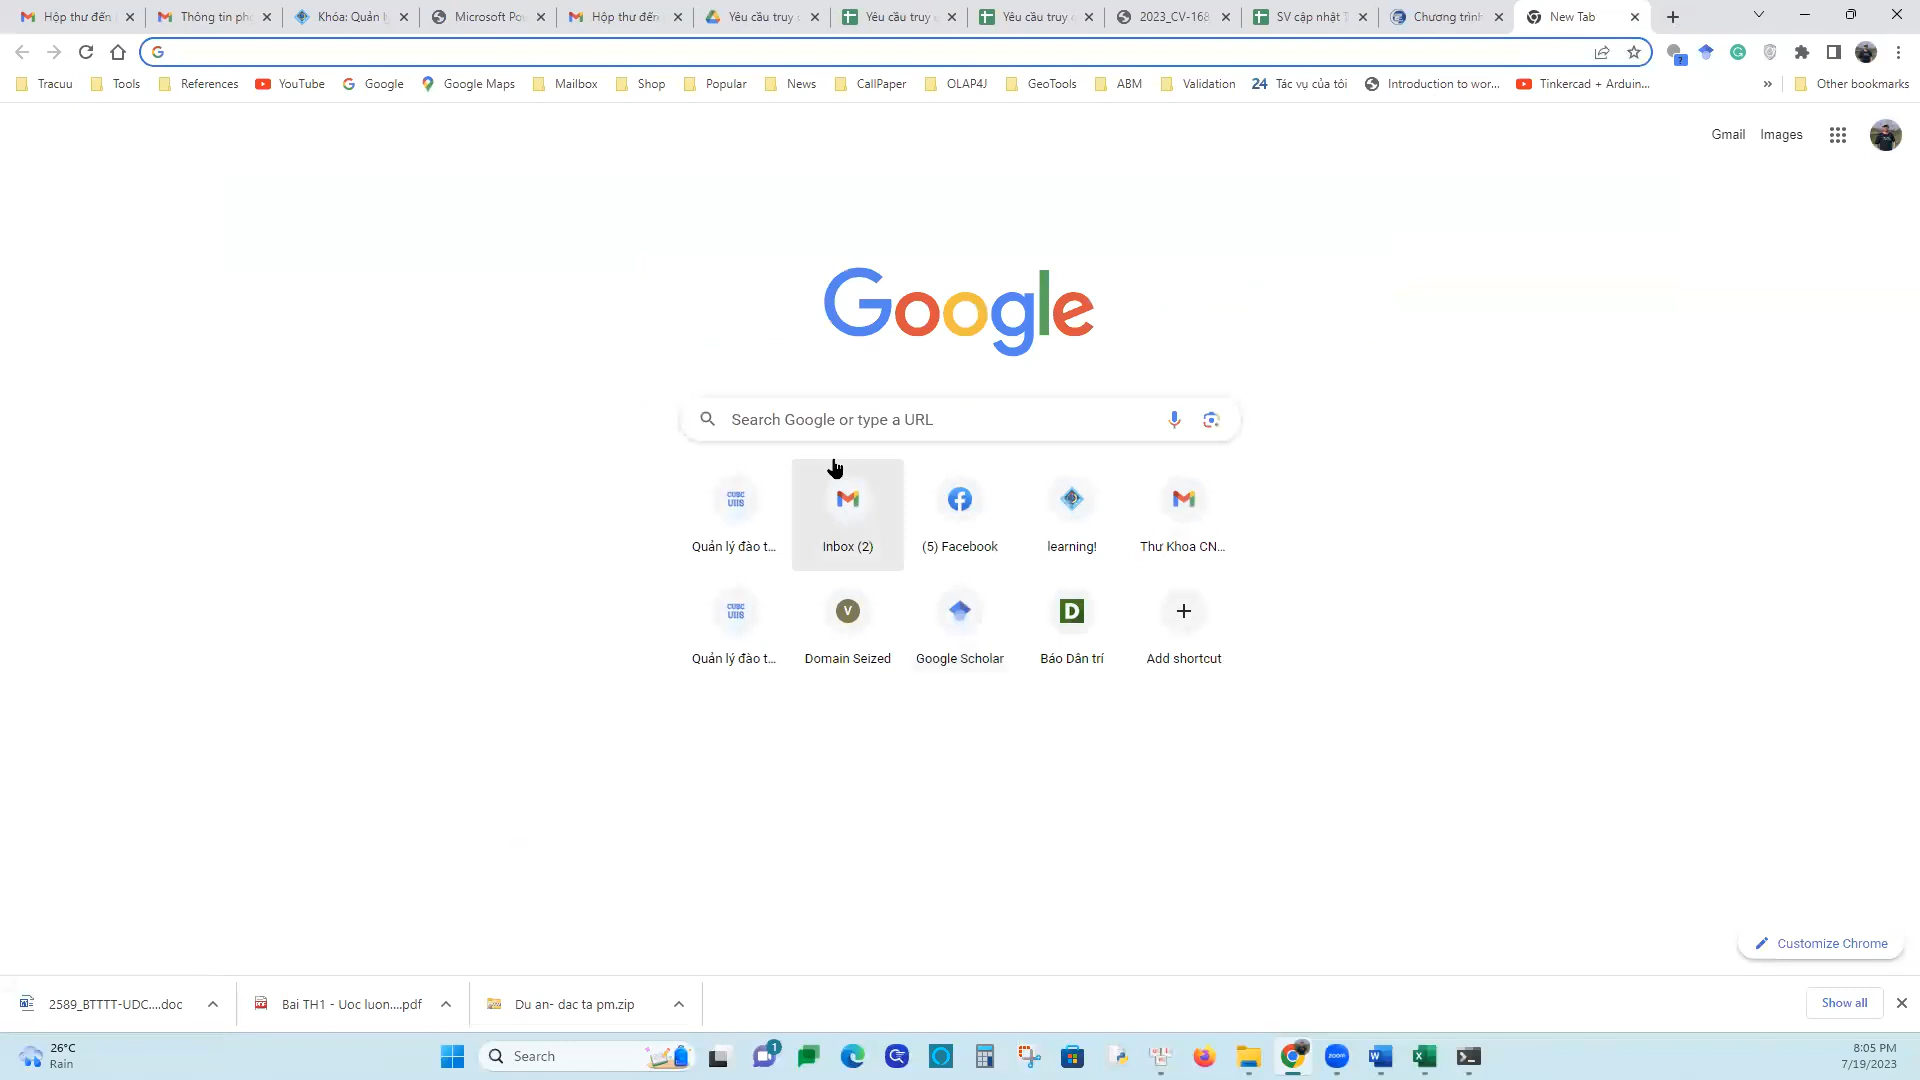 Hộp thư đến
Thông tin ph
Khóa: Quản l
Microsoft Po
Hộp thư đến
Yêu cầu truy
Yêu cầu truy
Yêu cầu truy
2023_CV-168
SV cập nhật T
Chương trình
New Tab
Tracuu
Tools
References
YouTube
Google
Google Maps
Mailbox
Shop
Popular
News
CallPaper
OLAP4J
GeoTools
ABM
Validation
24 Tác vụ của tôi
Introduction to wor...
Tinkercad + Arduin...
»
Other bookmarks
Gmail
Images
Google
Search Google or type a URL
Quản lý đào t...
Inbox (2)
(5) Facebook
learning!
Thư Khoa CN...
V
D
Quản lý đào t...
Domain Seized
Google Scholar
Báo Dân trí
Add shortcut
Customize Chrome
2589_BTTTT-UDC....doc
Bai TH1 - Uoc luon....pdf
Du an- dac ta pm.zip
Show all
26°C
Rain
Search
1
zoom
8:05 PM
7/19/2023